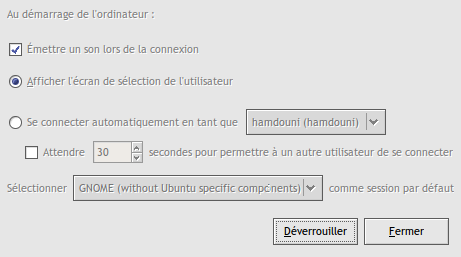 Au démarrage de l'ordinateur :
Émettre un son lors de la connexion
Afficher l'écran de sélection de l'utilisateur
Se connecter automatiquement en tant que hamdouni (hamdouni)
Attendre 30 secondes pour permettre à un autre utilisateur de se connecter
Sélectionner GNOME (without Ubuntu specific components) comme session par défaut
Déverrouiller Fermer